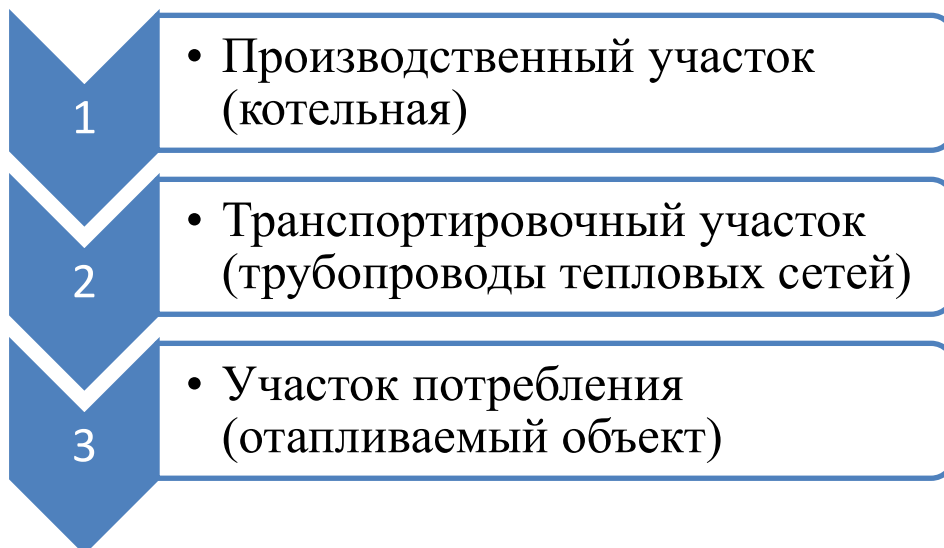 1
• Производственный участок
(котельная)
2
• Транспортировочный участок
(трубопроводы тепловых сетей)
3
• Участок потребления
(отапливаемый объект)